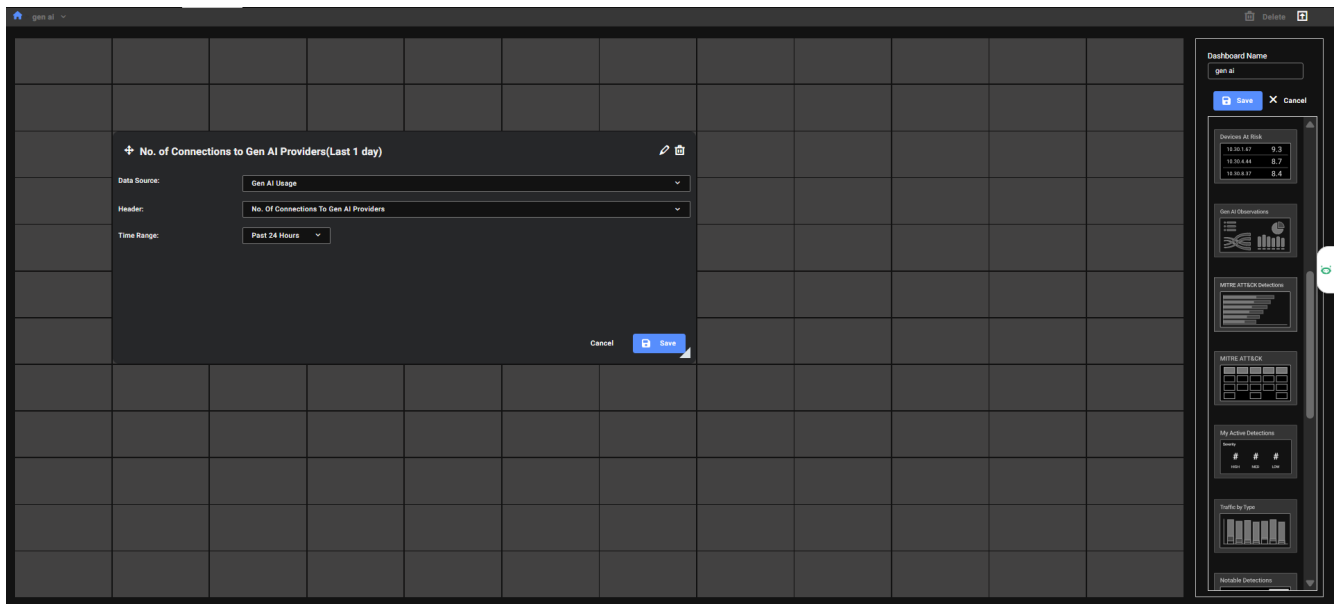 gen ai
Delete
Dashboard Name
gen ai
Save
Cancel
No. of Connections to Gen AI Providers(Last 1 day)
Data Source:
Gen AI Usage
Header:
No. Of Connections To Gen AI Providers
Time Range:
Past 24 Hours
Cancel
Save
Devices At Risk
10.30.1.67 9.3
10.30.4.44 8.7
10.30.8.37 8.4
Gen AI Observations
MITRE ATT&CK Detections
MITRE ATT&CK
My Active Detections
Severity
# # #
HIGH MED LOW
Traffic by Type
Notable Detections